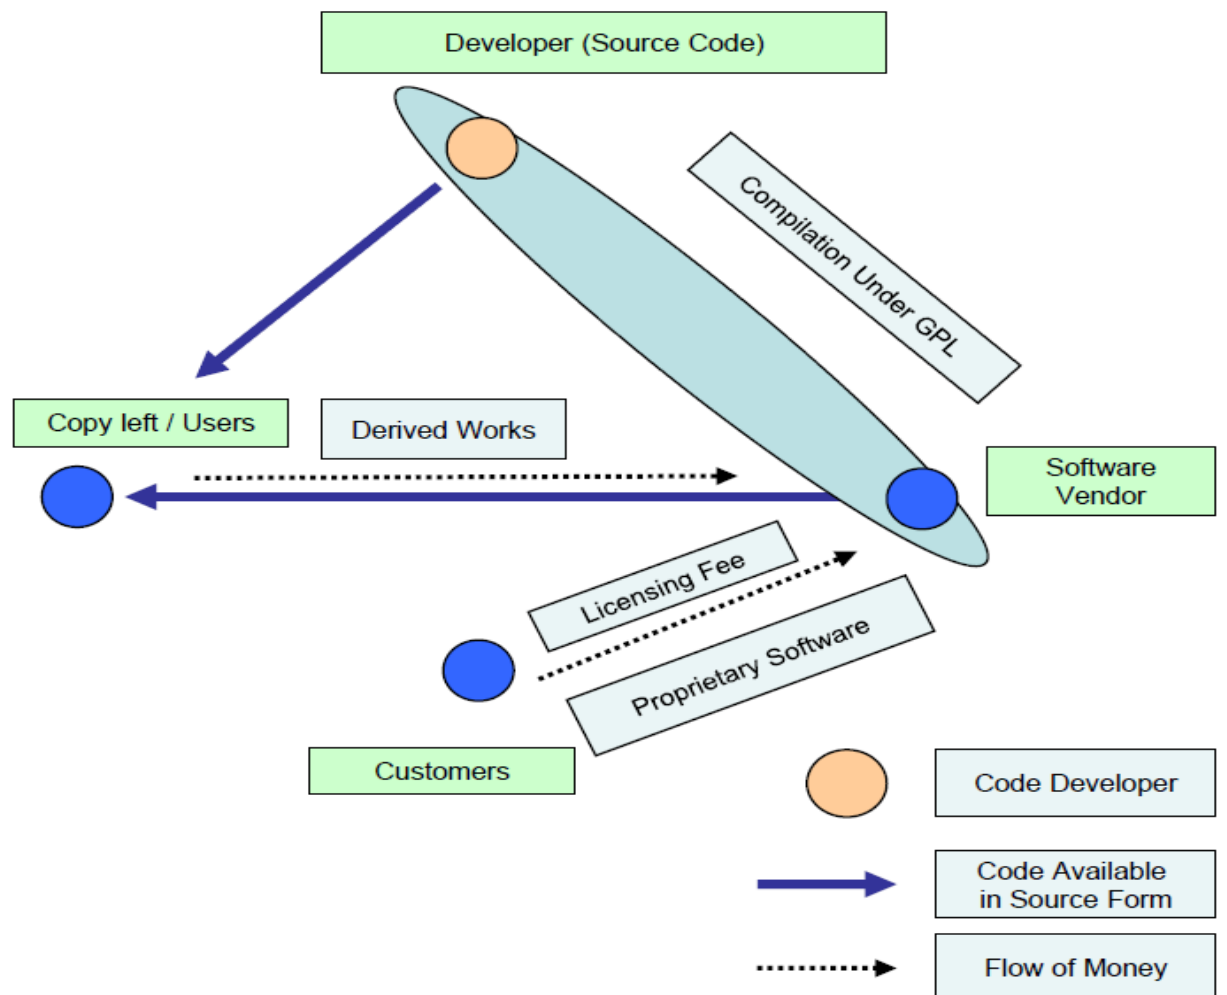 Developer (Source Code)
Compilation Under GPL
Copy left / Users
Derived Works
Software
Vendor
Licensing Fee
Proprietary Software
Customers
Code Developer
Code Available
in Source Form
Flow of Money